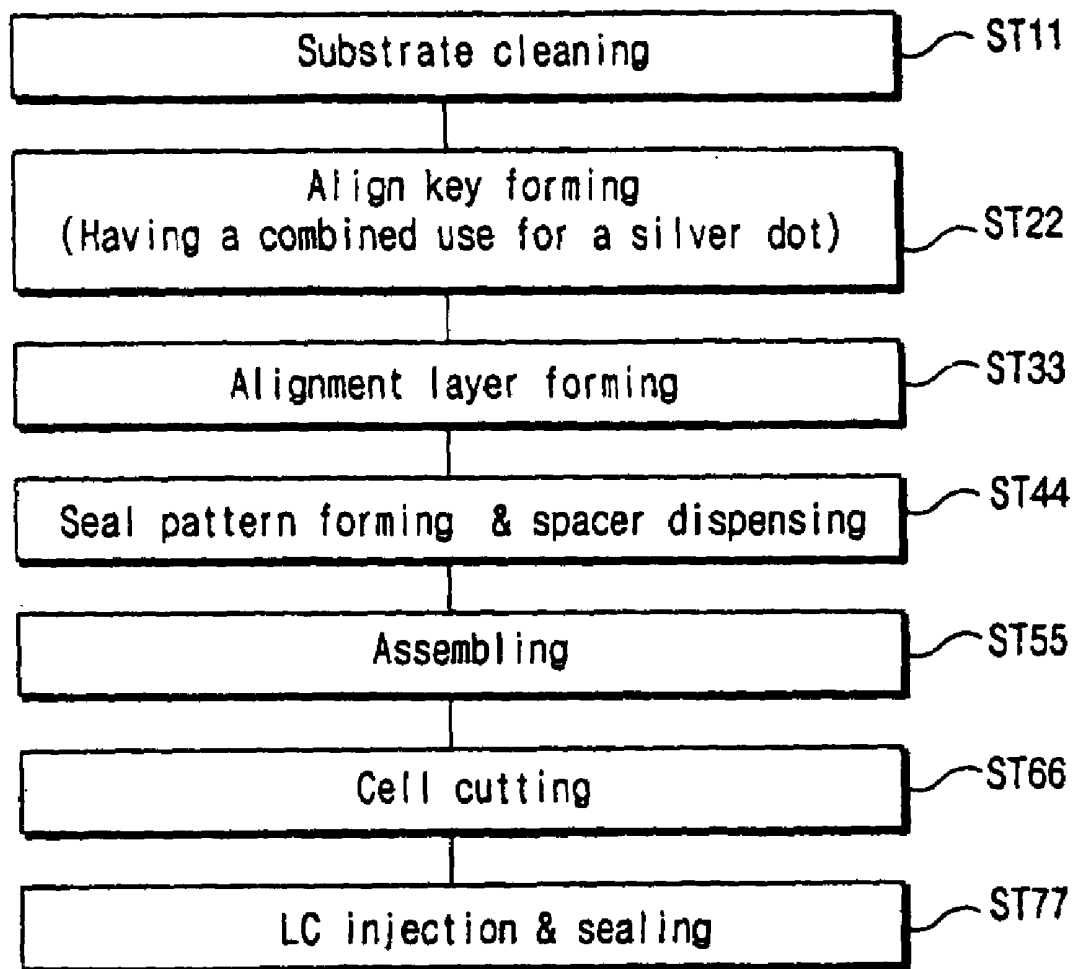 Substrate cleaning
ST11
Align key forming
(Having a combined use for a silver dot)
ST22
Alignment layer forming
ST33
Seal pattern forming & spacer dispensing
ST44
Assembling
ST55
Cell cutting
ST66
LC injection & sealing
ST77